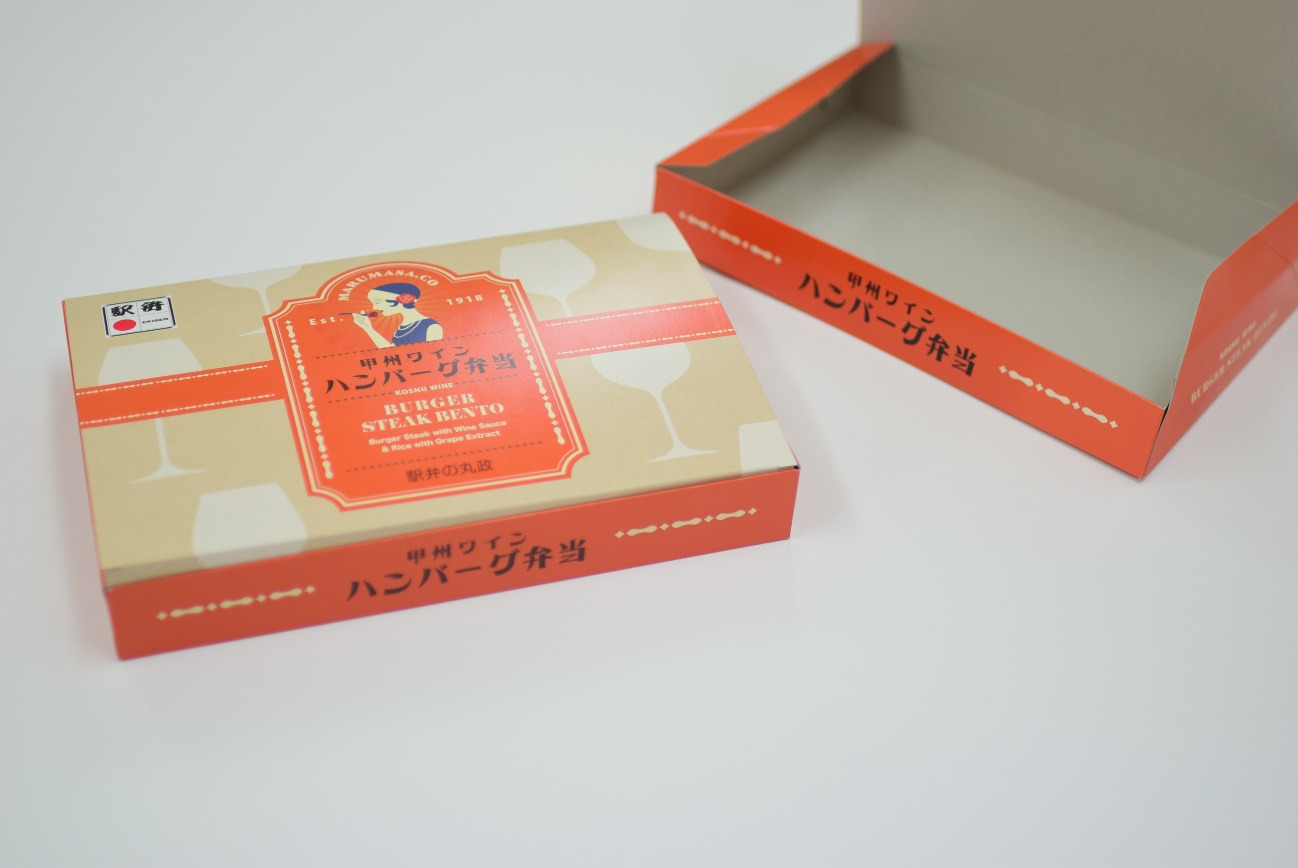 駅弁
EKIBEN
MARUMASA.CO
Est. 1918
甲州ワイン
ハンバーグ弁当
KOSHU WINE
BURGER
STEAK BENTO
Burger Steak with Wine Sauce
& Rice with Grape Extract
駅弁の丸政
甲州ワイン
ハンバーグ弁当
甲州ワイン
ハンバーグ弁当